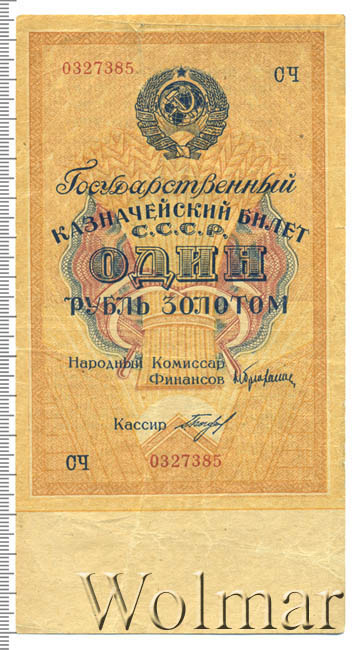 0327385 СЧ
Государственный
КАЗНАЧЕЙСКИЙ БИЛЕТ
С.С.С.Р.
ОДИН
РУБЛЬ ЗОЛОТОМ
Народный Комиссар
Финансов
Кассир
СЧ 0327385
Wolmar